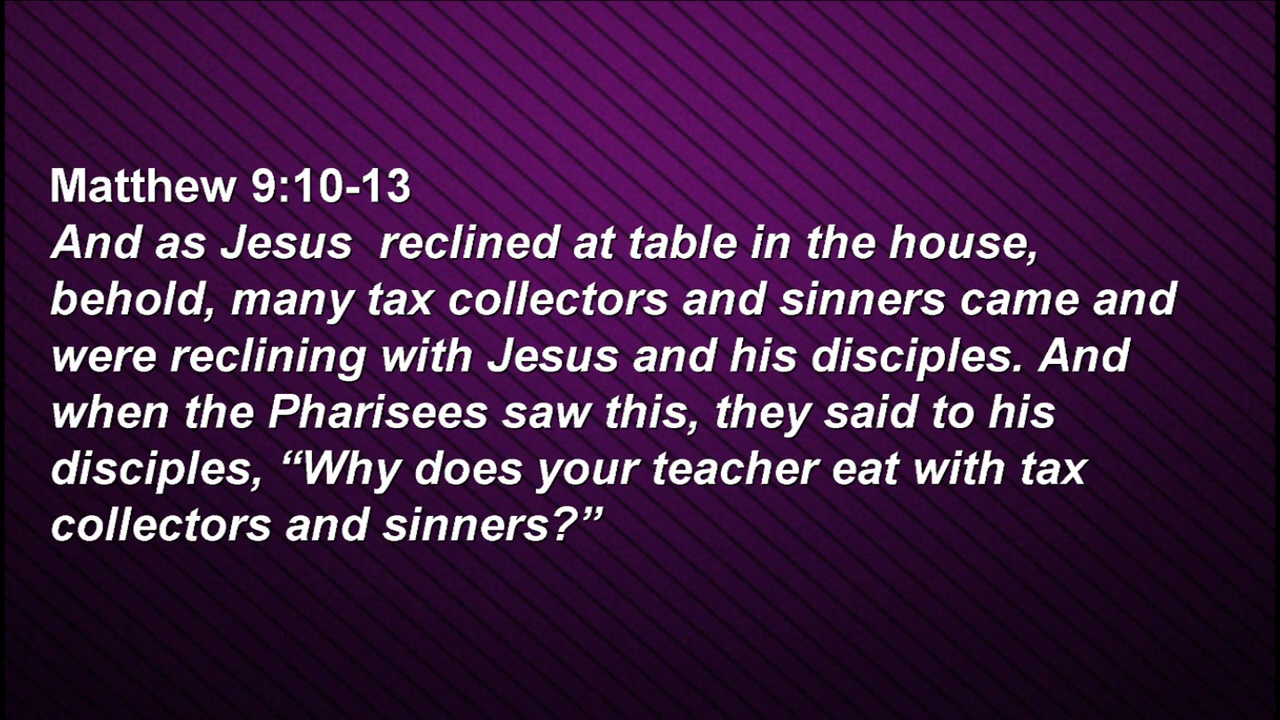 Matthew 9:10-13
And as Jesus  reclined at table in the house,
behold, many tax collectors and sinners came and
were reclining with Jesus and his disciples. And
when the Pharisees saw this, they said to his
disciples, “Why does your teacher eat with tax
collectors and sinners?”